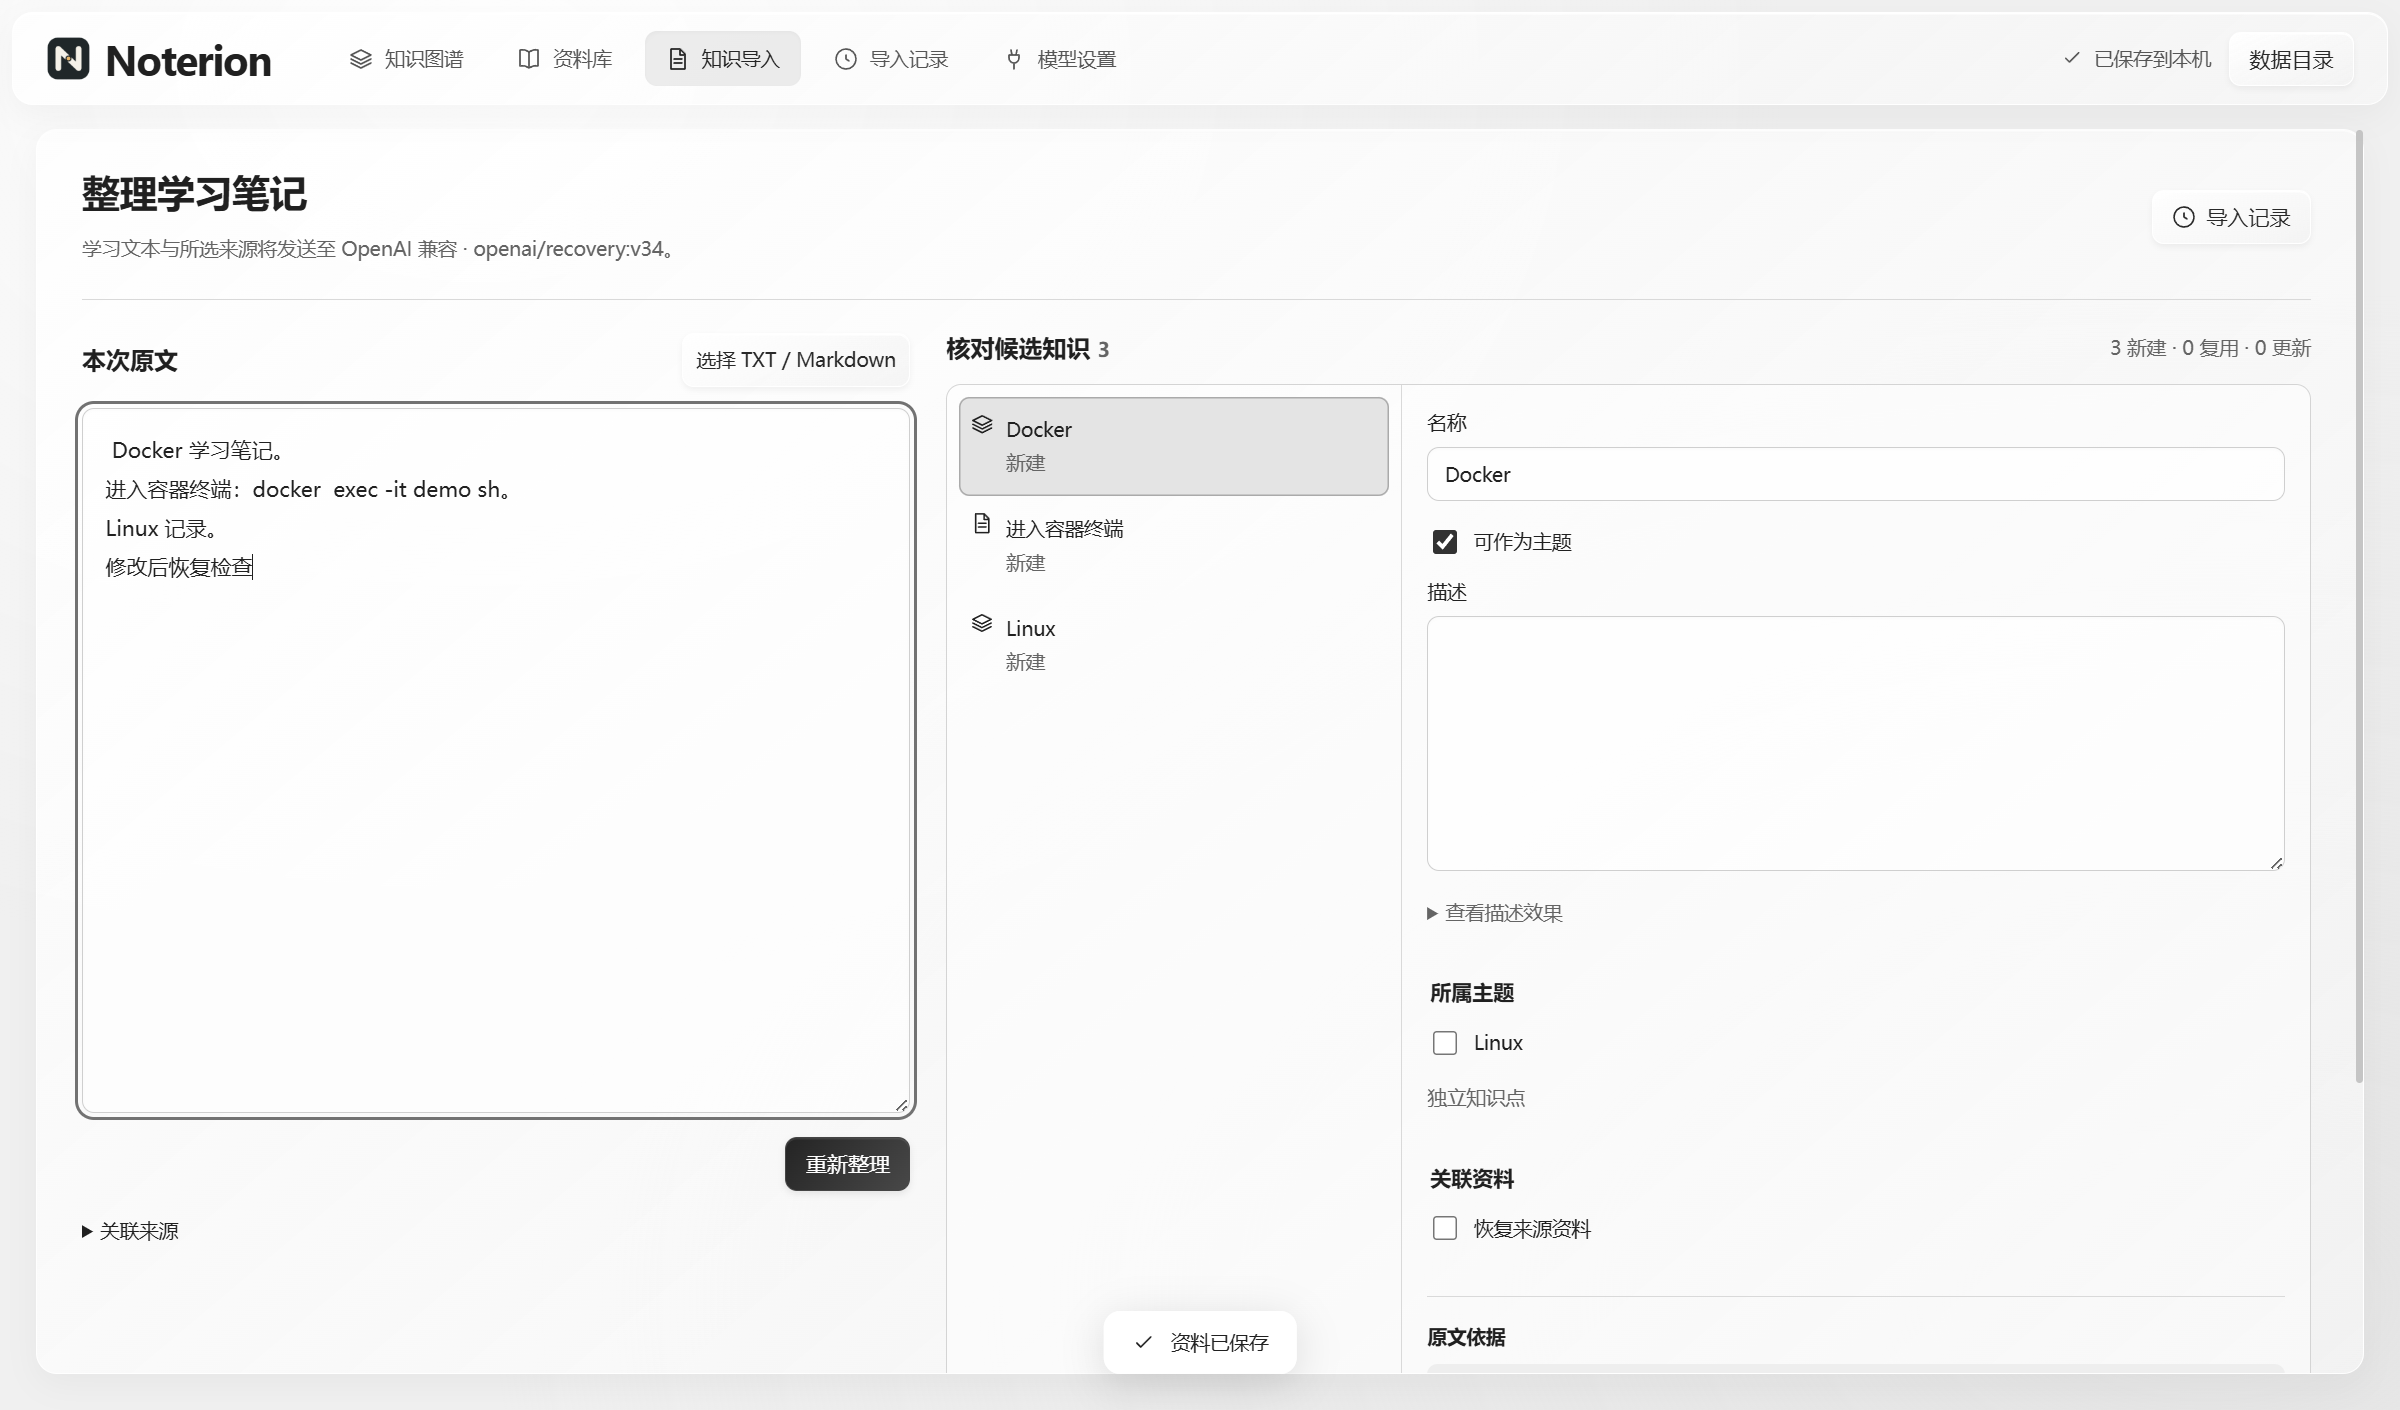 Noterion
知识图谱
资料库
知识导入
导入记录
模型设置
已保存到本机
数据目录
整理学习笔记
学习文本与所选来源将发送至 OpenAI 兼容 · openai/recovery:v34。
导入记录
本次原文
选择 TXT / Markdown
Docker 学习笔记。
进入容器终端：docker  exec -it demo sh。
Linux 记录。
修改后恢复检查
重新整理
关联来源
核对候选知识 3
3 新建 · 0 复用 · 0 更新
Docker
新建
进入容器终端
新建
Linux
新建
名称
Docker
可作为主题
描述
查看描述效果
所属主题
Linux
独立知识点
关联资料
恢复来源资料
原文依据
资料已保存